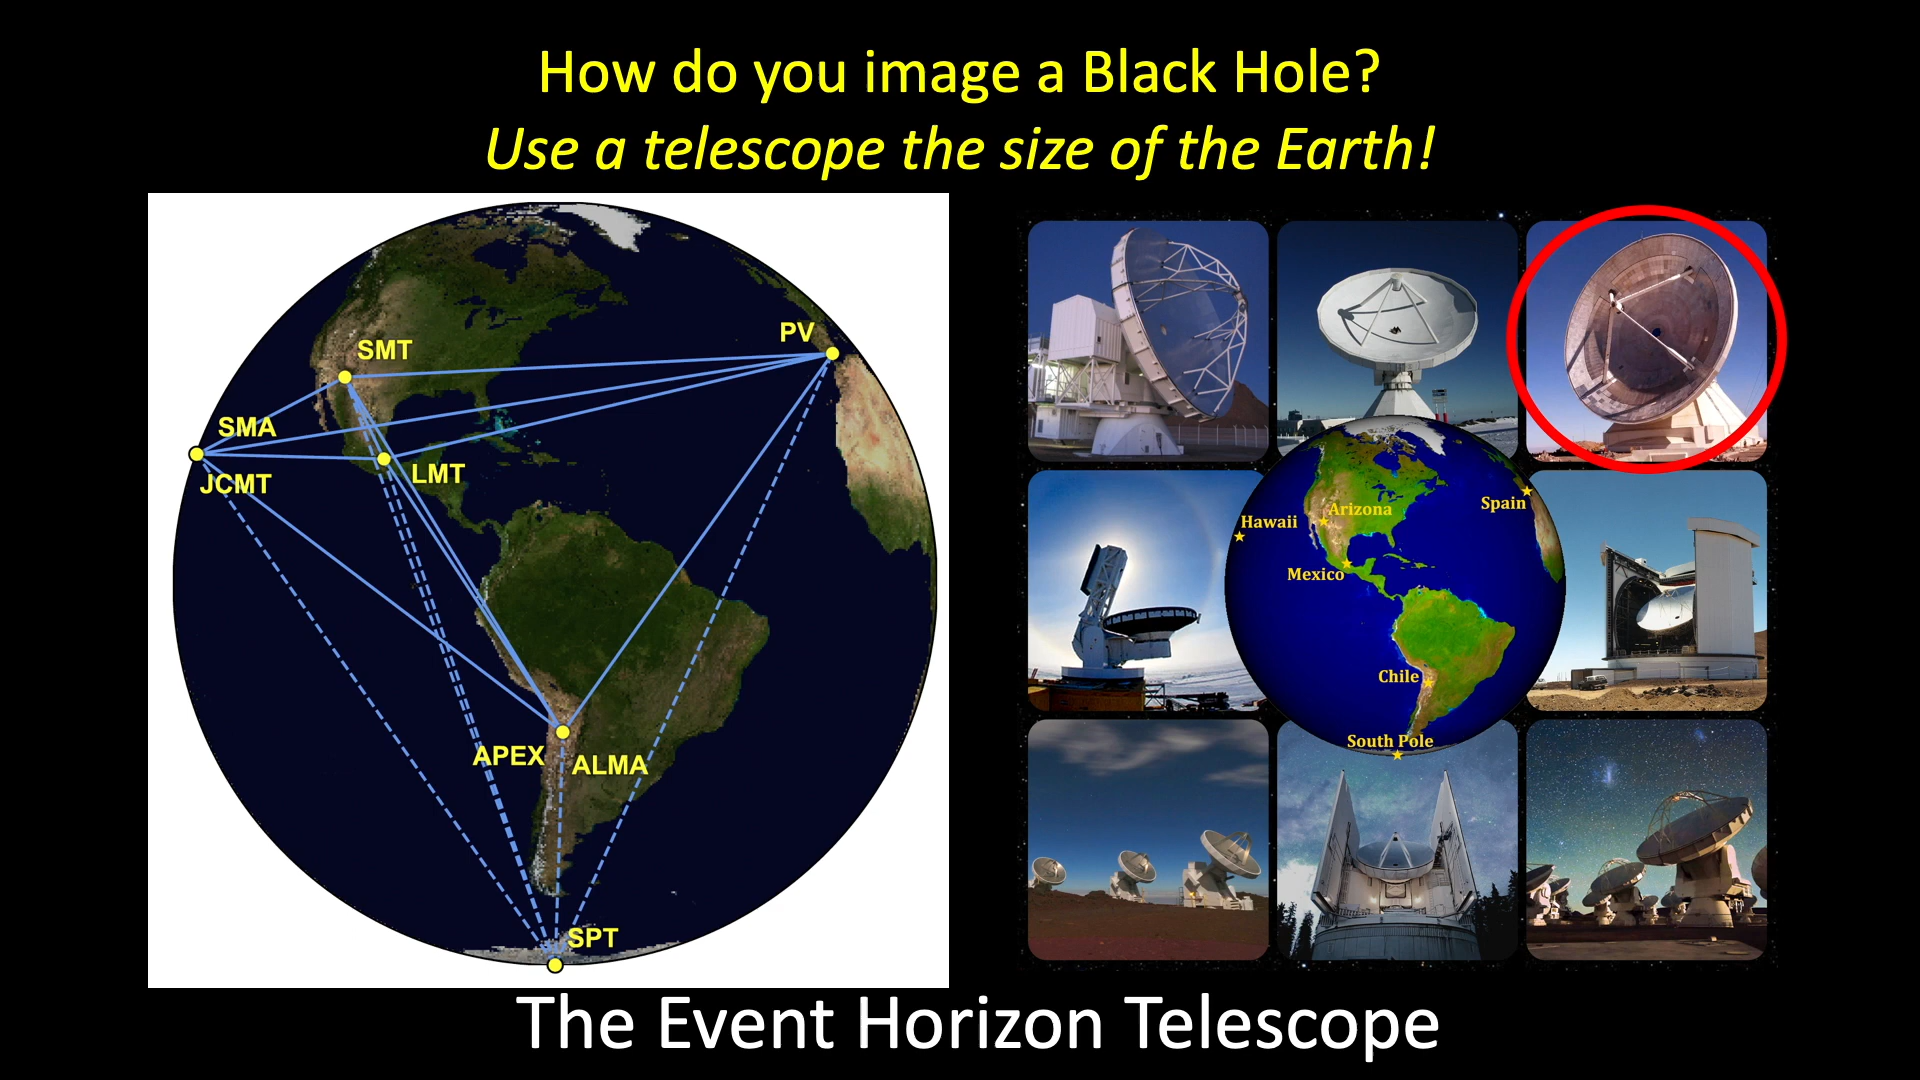 How do you image a Black Hole?
Use a telescope the size of the Earth!
PV
SMT
SMA
JCMT
LMT
APEX
ALMA
SPT
Spain
Arizona
Hawaii
Mexico
Chile
South Pole
The Event Horizon Telescope